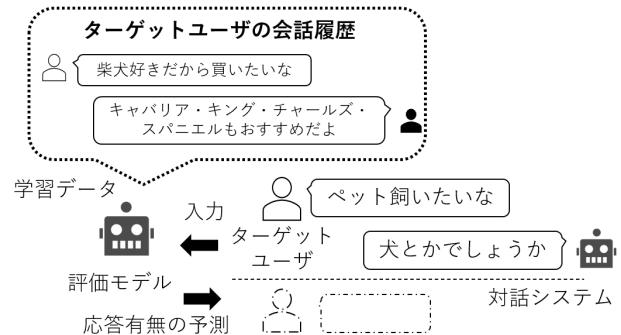 ターゲットユーザの会話履歴
柴犬好きだから買いたいな
キャバリア・キング・チャールズ・
スパニエルもおすすめだよ
学習データ
入力
ターゲット
ユーザ
ペット飼いたいな
犬とかでしょうか
評価モデル
対話システム
応答有無の予測